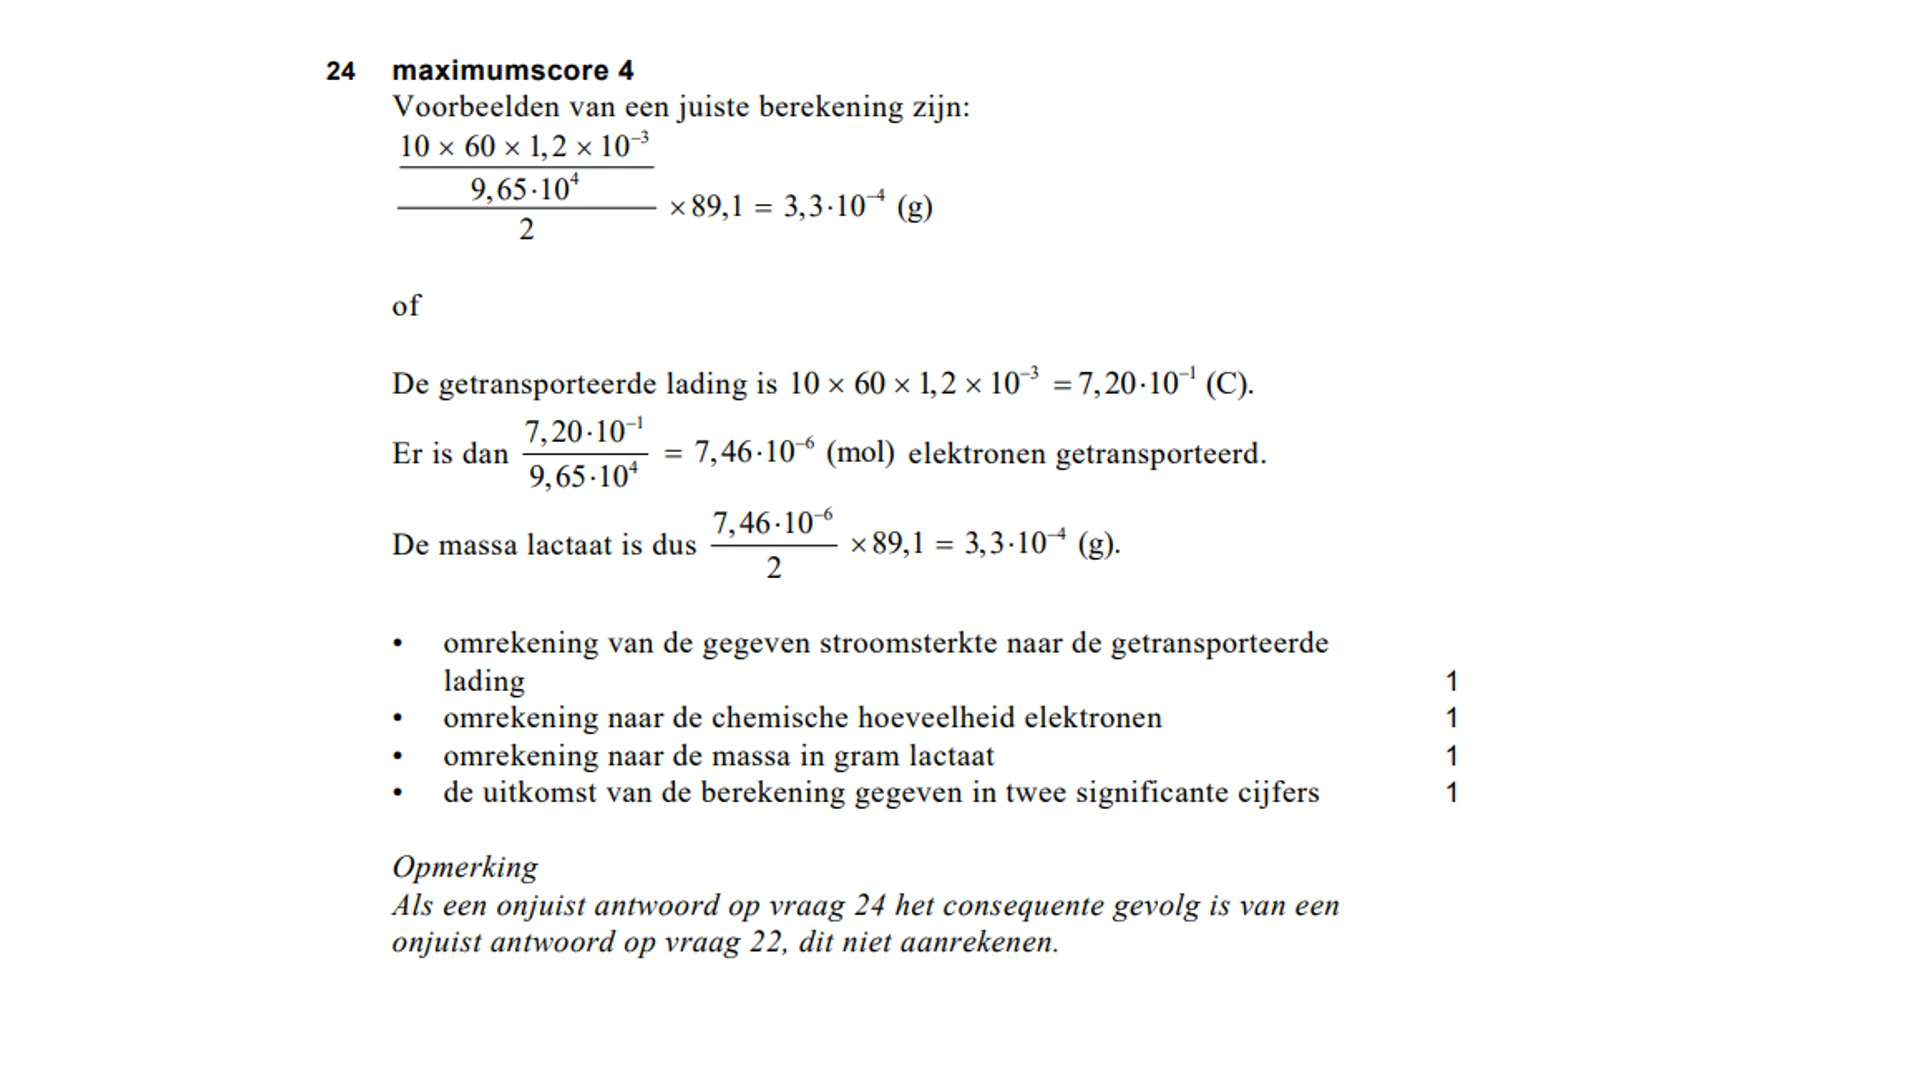 24 maximumscore 4
Voorbeelden van een juiste berekening zijn:
10 × 60 × 1,2 × 10⁻³
9,65·10⁴
2
× 89,1 = 3,3·10⁻⁴ (g)
of
De getransporteerde lading is 10 × 60 × 1,2 × 10⁻³ = 7,20·10⁻¹ (C).
Er is dan 7,20·10⁻¹ / 9,65·10⁴ = 7,46·10⁻⁶ (mol) elektronen getransporteerd.
De massa lactaat is dus 7,46·10⁻⁶ / 2 × 89,1 = 3,3·10⁻⁴ (g).
• omrekening van de gegeven stroomsterkte naar de getransporteerde
lading 1
• omrekening naar de chemische hoeveelheid elektronen 1
• omrekening naar de massa in gram lactaat 1
• de uitkomst van de berekening gegeven in twee significante cijfers 1
Opmerking
Als een onjuist antwoord op vraag 24 het consequente gevolg is van een
onjuist antwoord op vraag 22, dit niet aanrekenen.